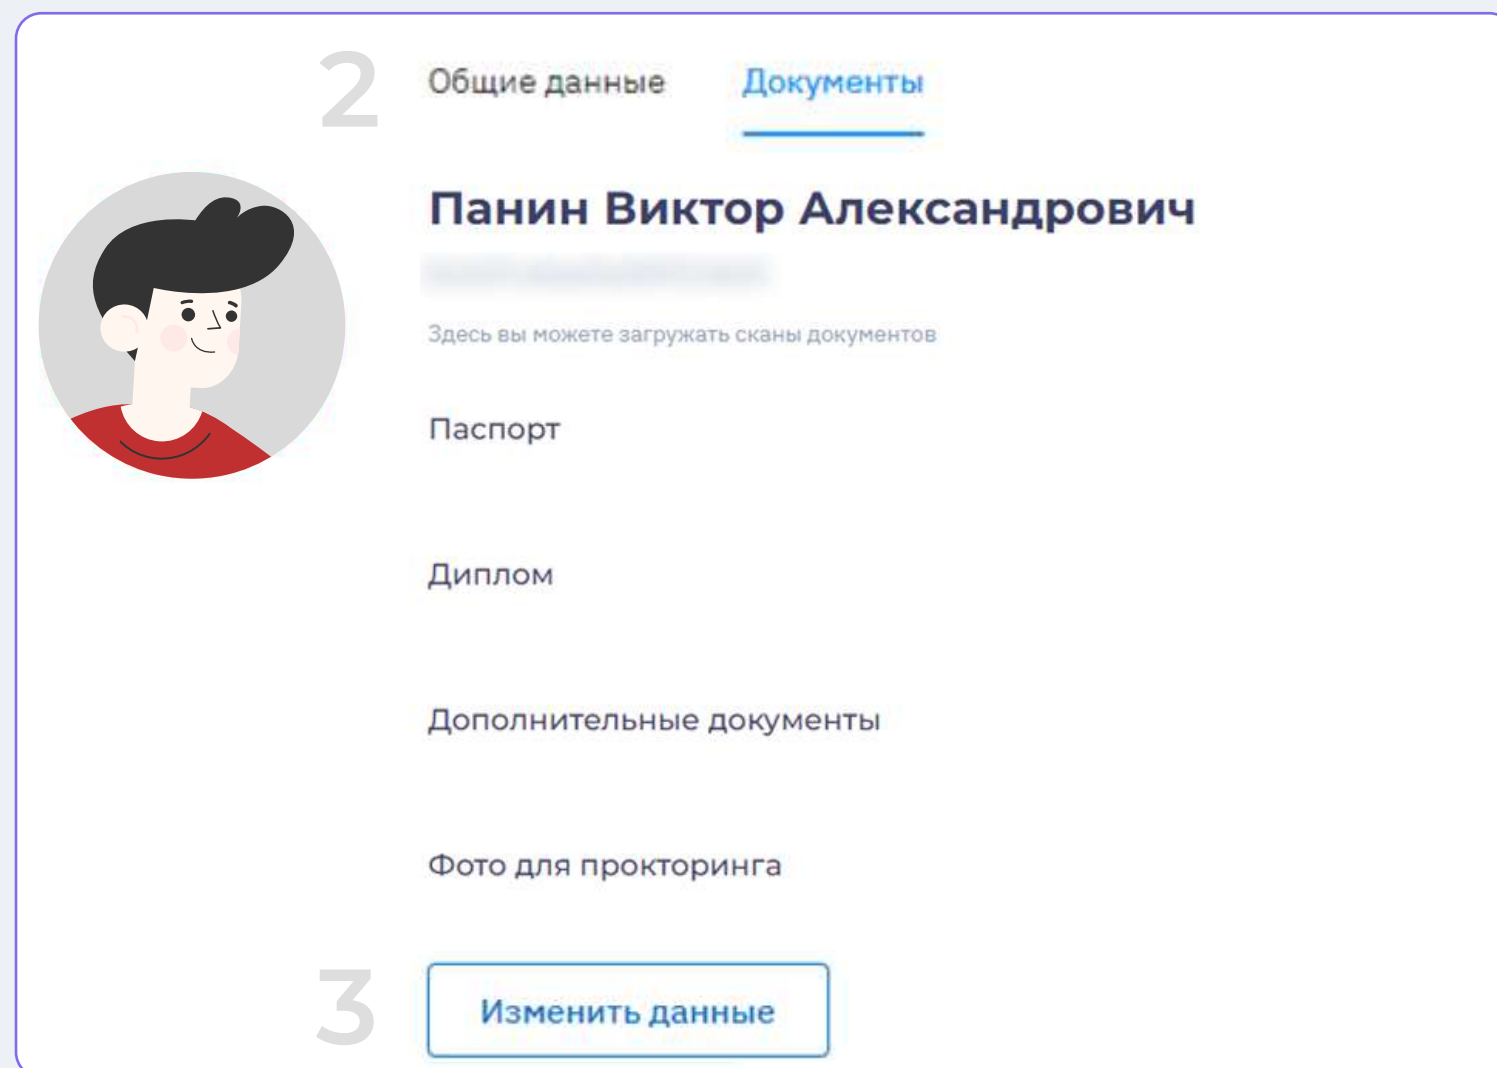 2 Общие данные Документы
Панин Виктор Александрович
Здесь вы можете загружать сканы документов
Паспорт
Диплом
Дополнительные документы
Фото для прокторинга
3 Изменить данные